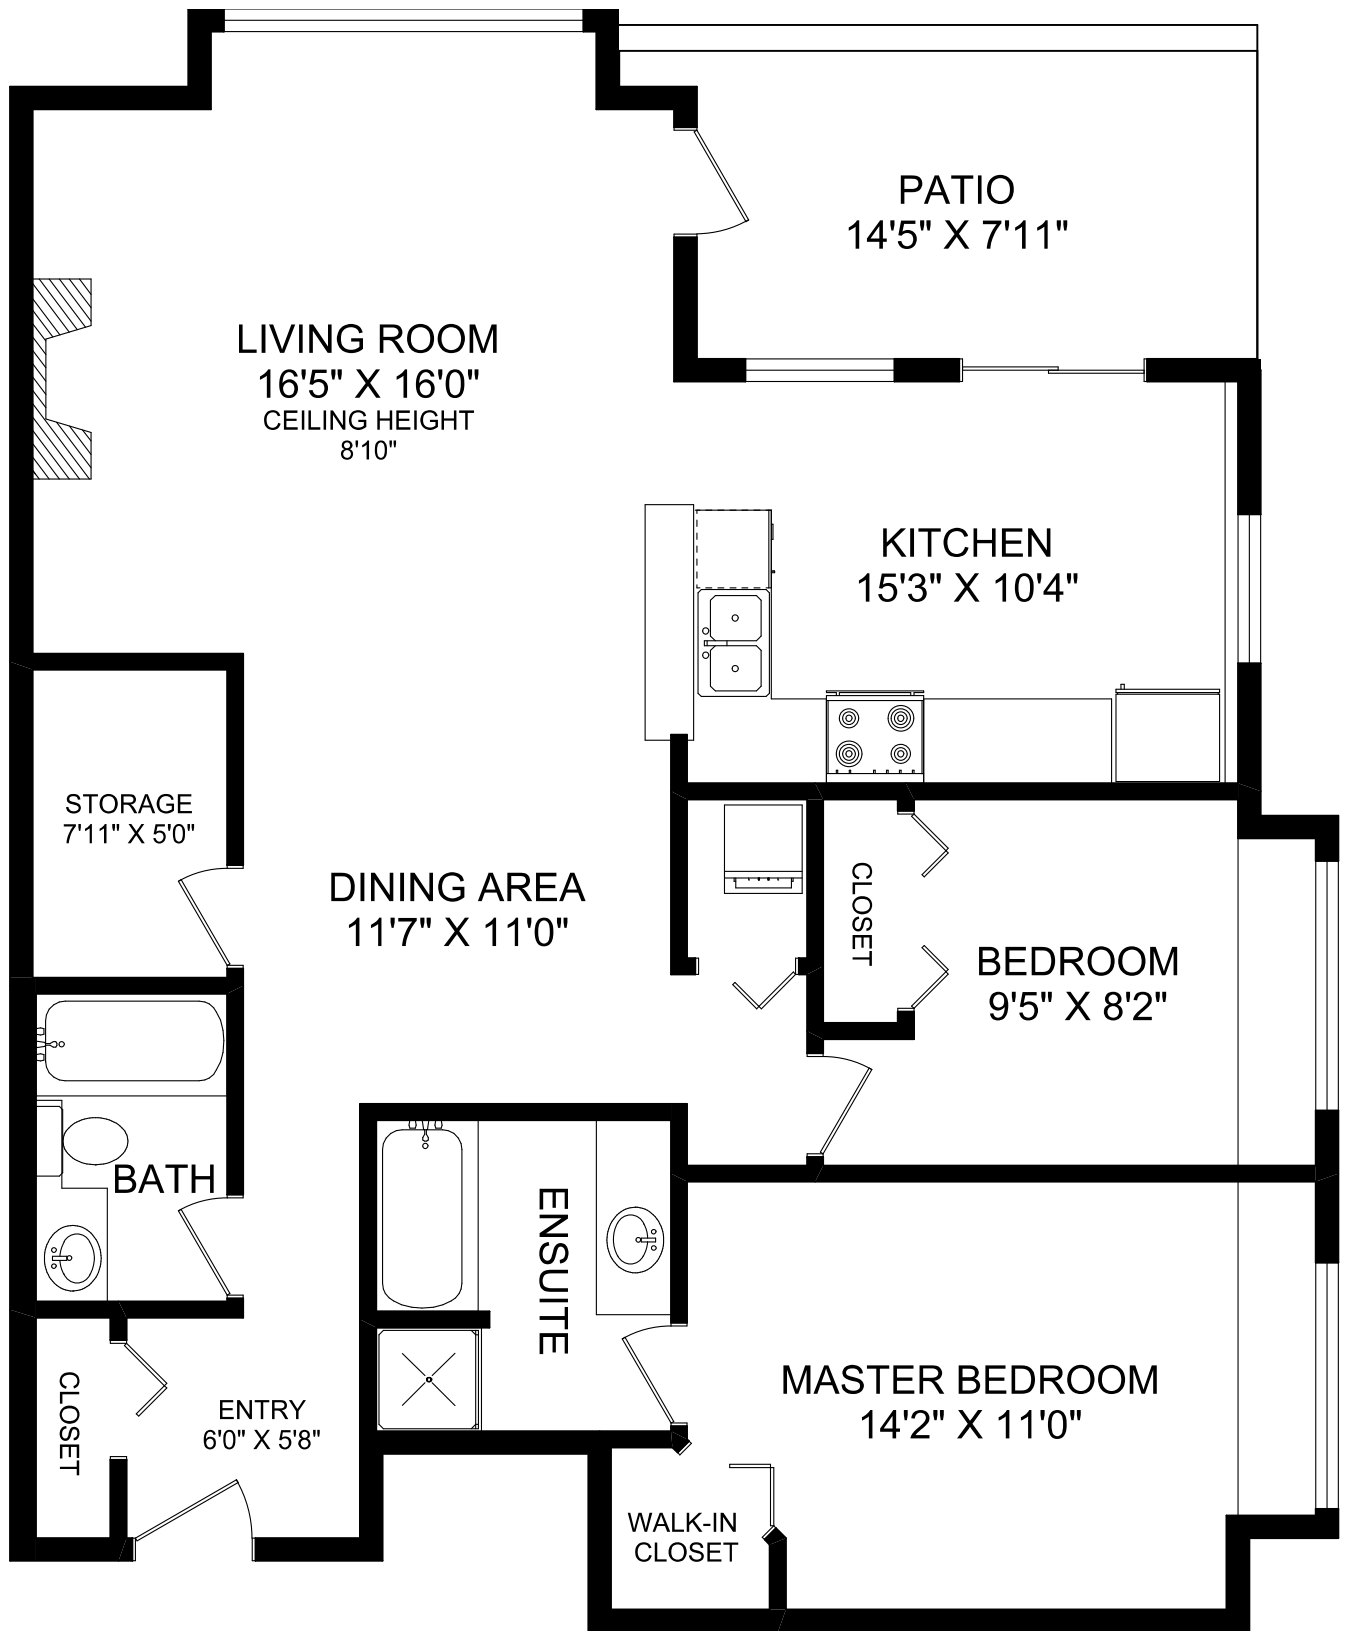 PATIO
14'5" X 7'11"
LIVING ROOM
16'5" X 16'0"
CEILING HEIGHT
8'10"
KITCHEN
15'3" X 10'4"
STORAGE
7'11" X 5'0"
DINING AREA
11'7" X 11'0"
CLOSET
BEDROOM
9'5" X 8'2"
BATH
ENSUITE
MASTER BEDROOM
14'2" X 11'0"
CLOSET
ENTRY
6'0" X 5'8"
WALK-IN
CLOSET